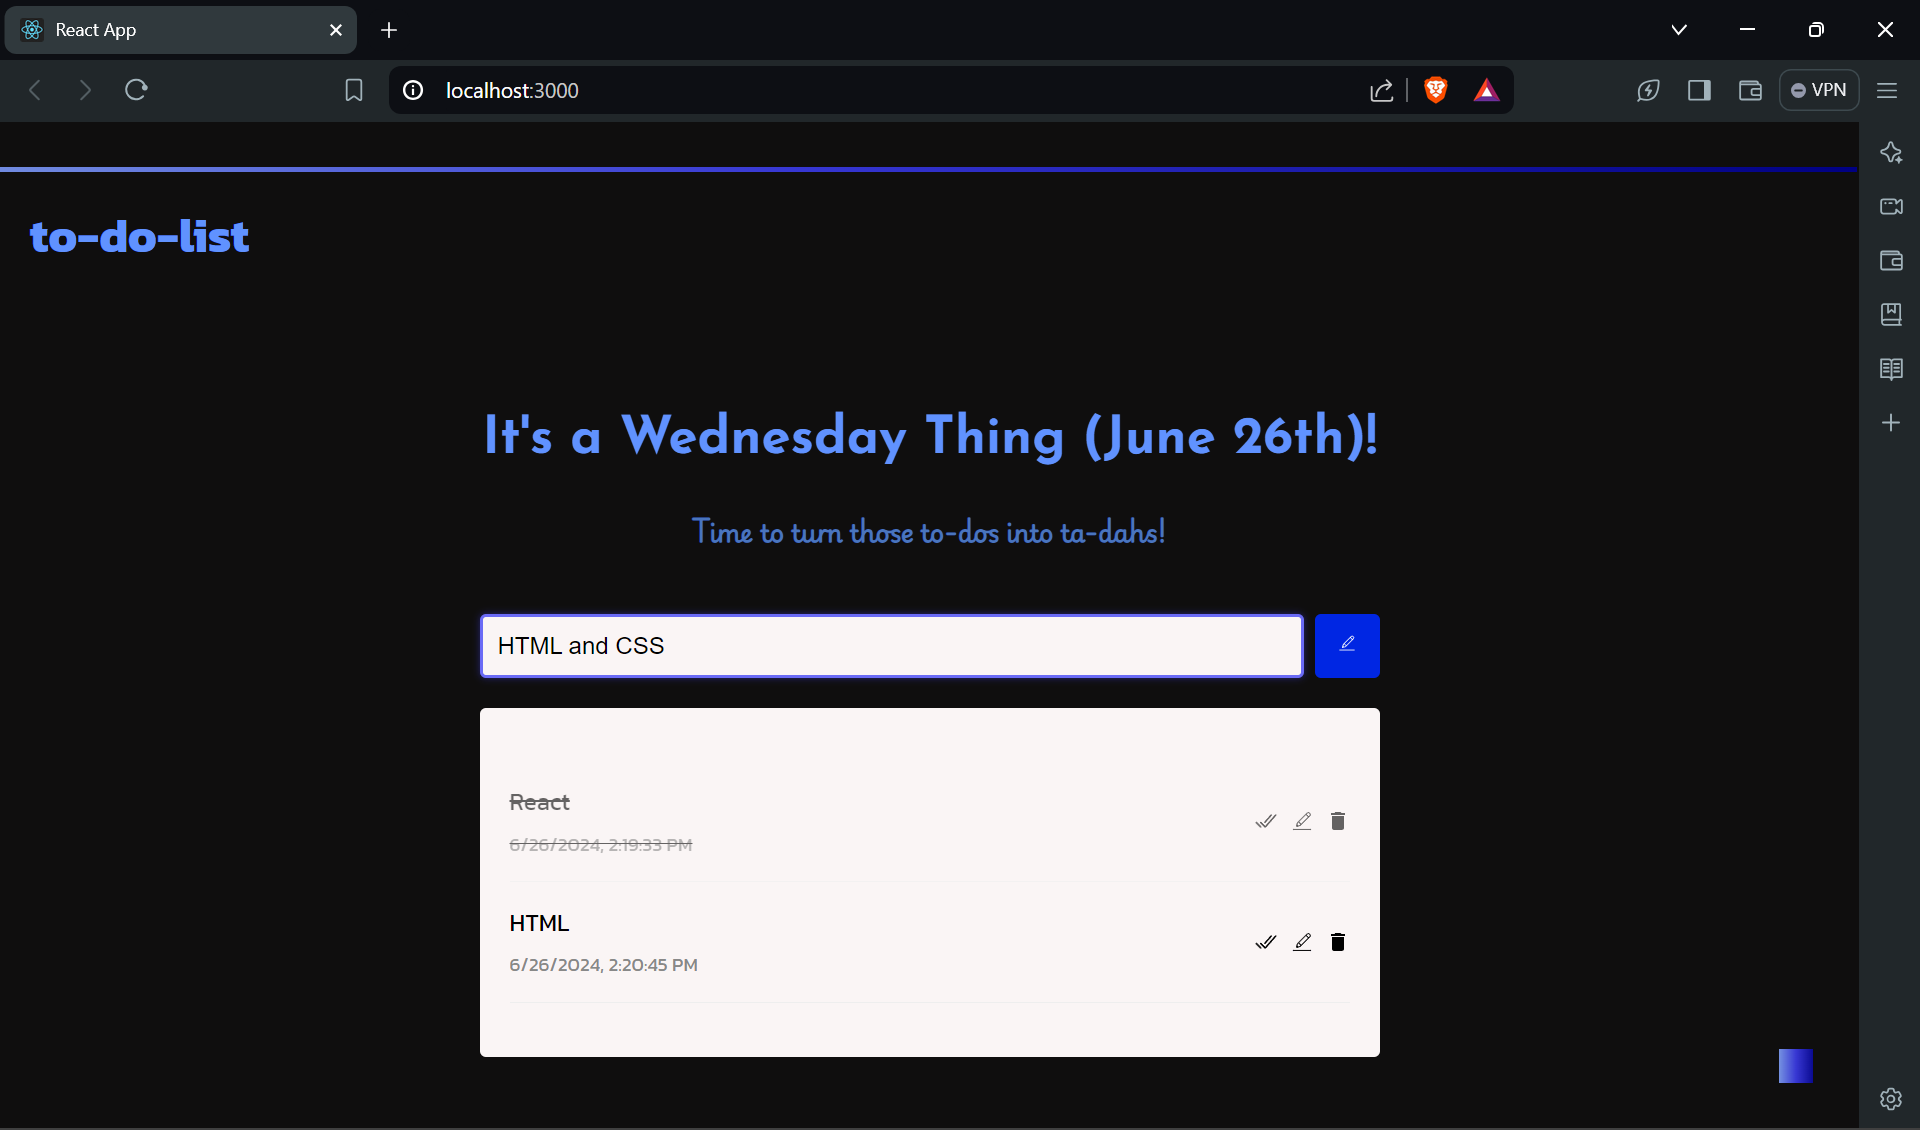 React App
localhost:3000
VPN
to-do-list
It's a Wednesday Thing (June 26th)!
Time to turn those to-dos into ta-dahs!
HTML and CSS
React
6/26/2024, 2:19:33 PM
HTML
6/26/2024, 2:20:45 PM